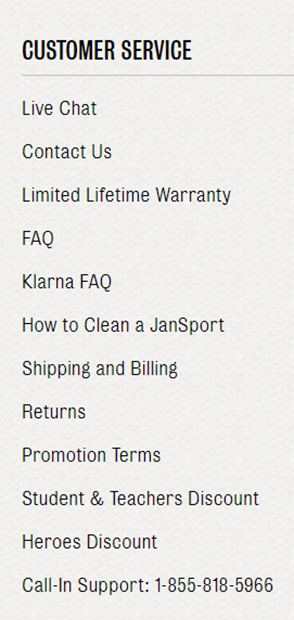 CUSTOMER SERVICE
Live Chat
Contact Us
Limited Lifetime Warranty
FAQ
Klarna FAQ
How to Clean a JanSport
Shipping and Billing
Returns
Promotion Terms
Student & Teachers Discount
Heroes Discount
Call-In Support: 1-855-818-5966